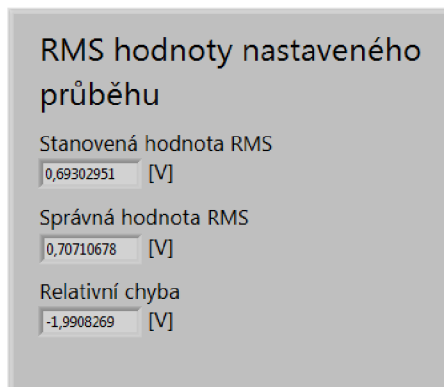 RMS hodnoty nastaveného
průběhu
Stanovená hodnota RMS
0,69302951 [V]
Správná hodnota RMS
0,70710678 [V]
Relativní chyba
-1,9908269 [V]